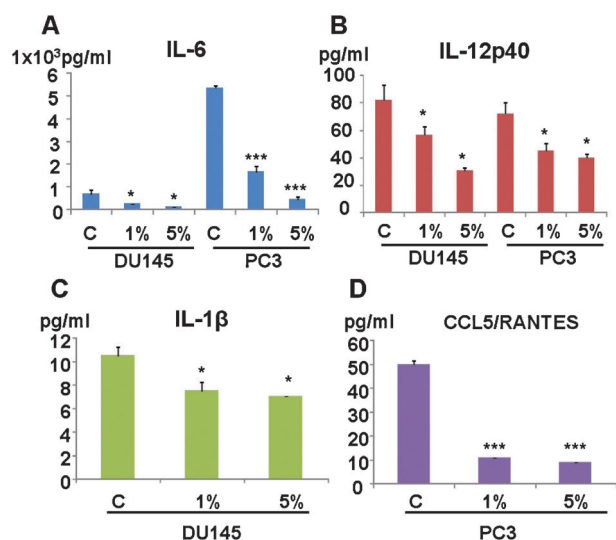 A
IL-6
1x10³pg/ml
6
5
4
3
2
1
0
*
*
***
***
C 1% 5% C 1% 5%
DU145 PC3
B
IL-12p40
pg/ml
100
80
60
40
20
0
*
*
*
*
C 1% 5% C 1% 5%
DU145 PC3
C
IL-1β
pg/ml
12
10
8
6
4
2
0
*
*
C 1% 5%
DU145
D
CCL5/RANTES
pg/ml
60
50
40
30
20
10
0
***
***
C 1% 5%
PC3